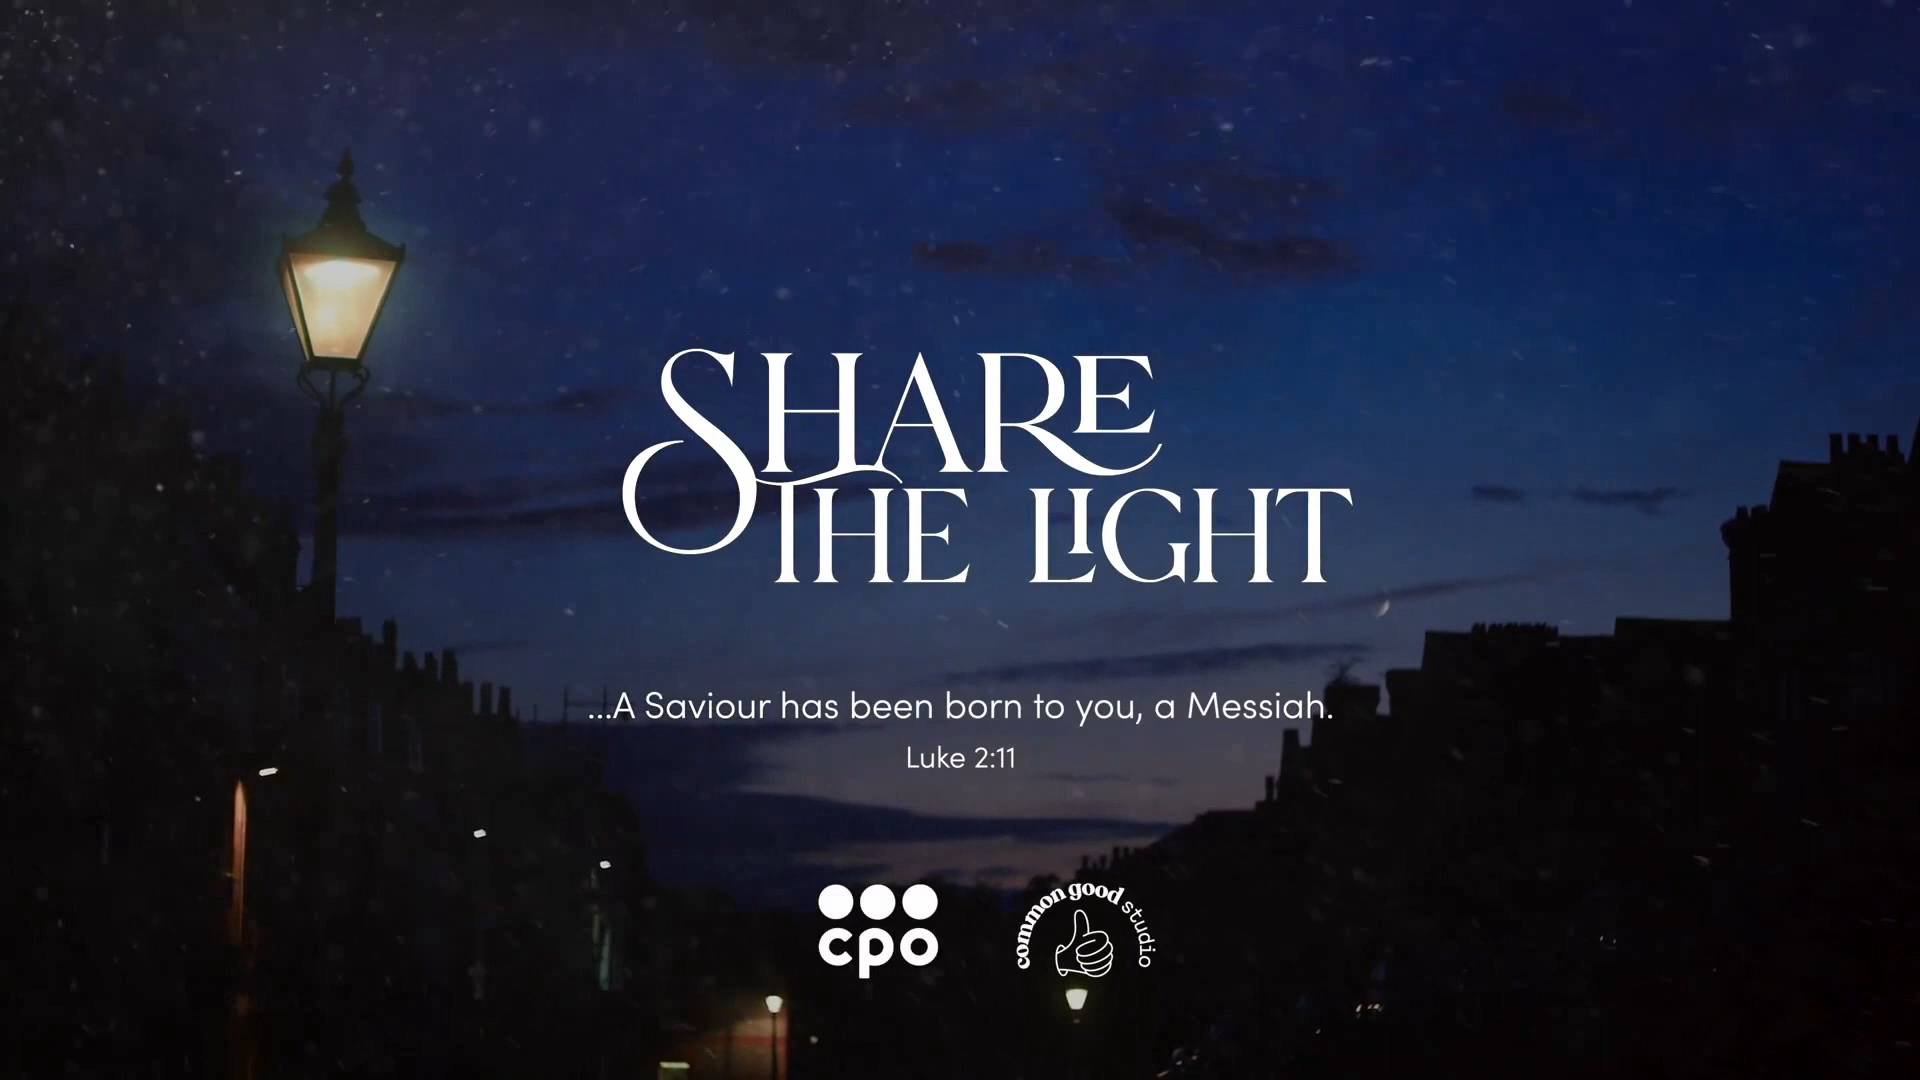 SHARE
THE LIGHT
...A Saviour has been born to you, a Messiah.
Luke 2:11
cpo
common good studio